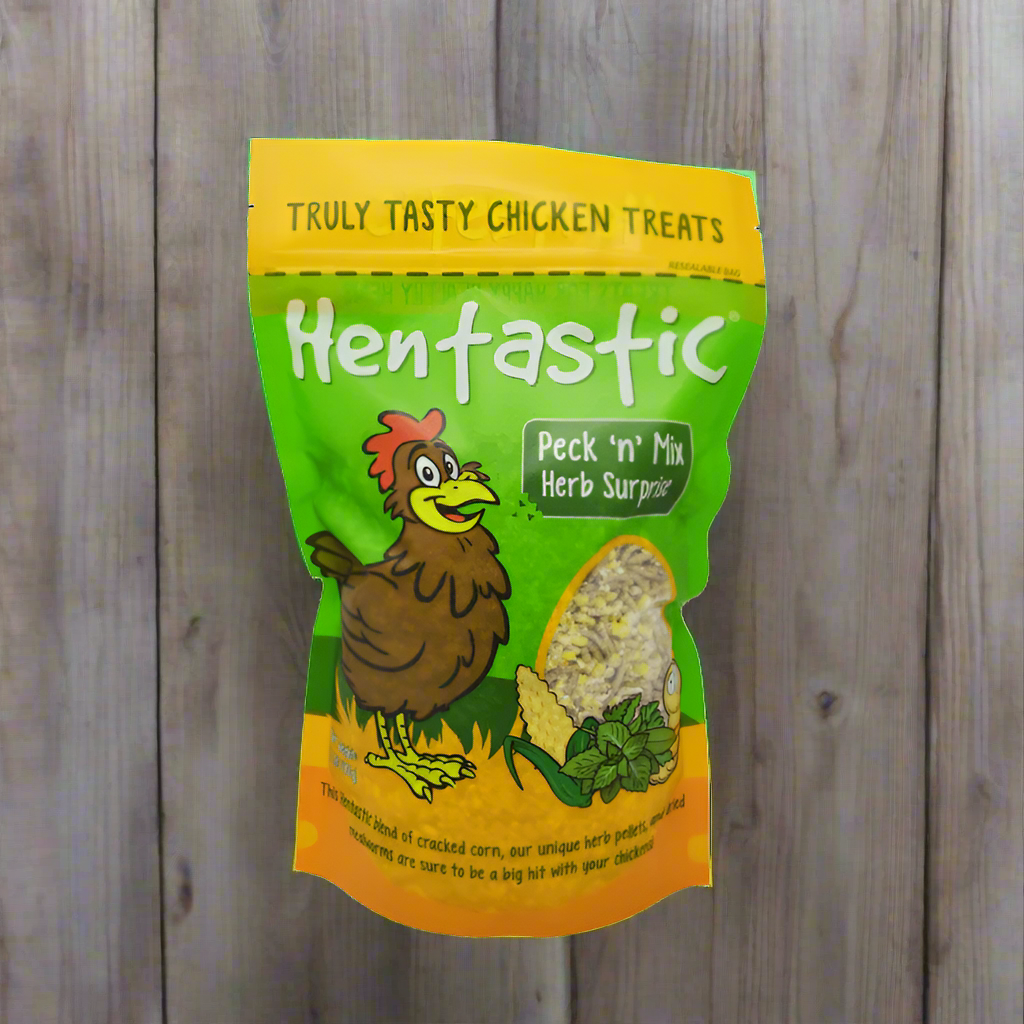 TRULY TASTY CHICKEN TREATS
RESEALABLE BAG
Hentastic®
Peck 'n' Mix
Herb Surprise
This Hentastic blend of cracked corn, our unique herb pellets, and dried
mealworms are sure to be a big hit with your chickens!